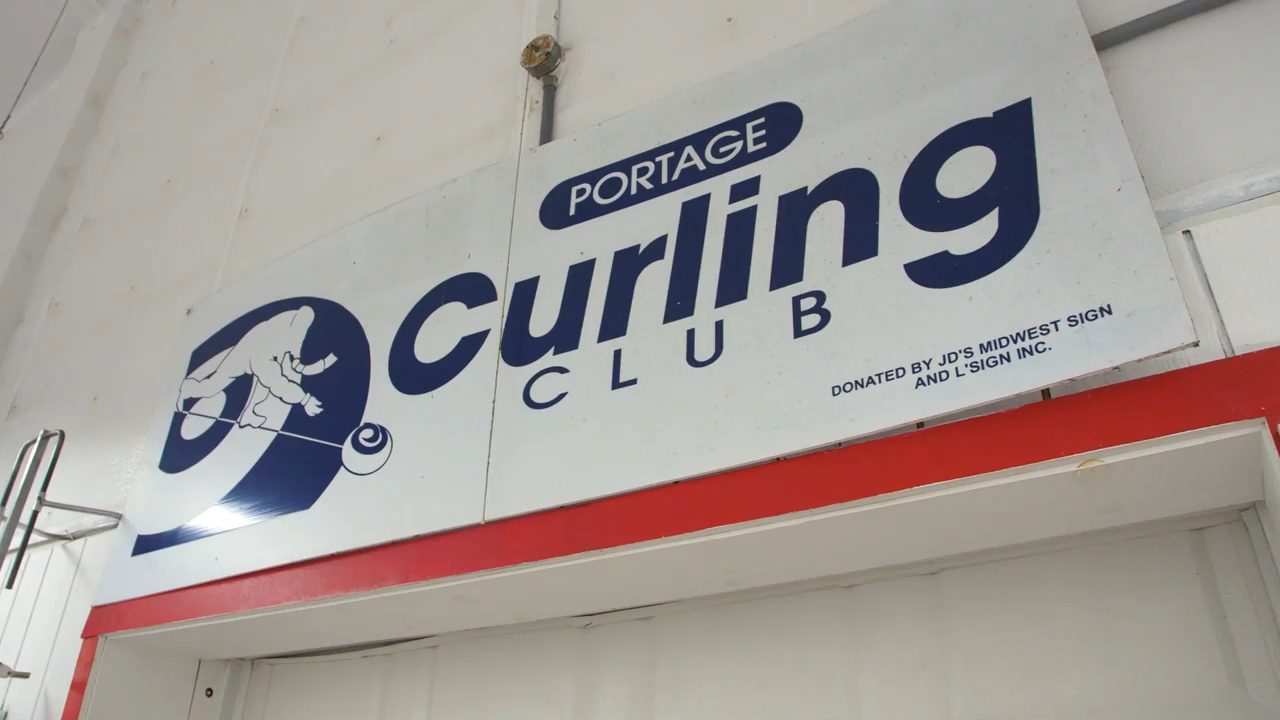 PORTAGE
curling
CLUB
DONATED BY JD'S MIDWEST SIGN
AND L'SIGN INC.